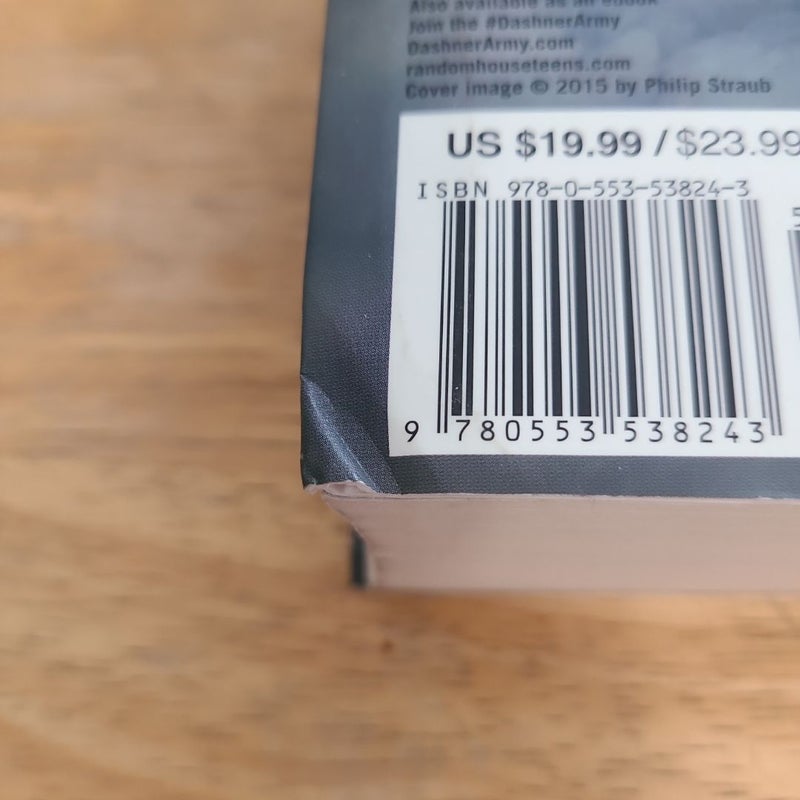 Also available as an ebook
Join the #DashnerArmy
DashnerArmy.com
randomhouseteens.com
Cover image © 2015 by Philip Straub
US $19.99 / $23.99
ISBN 978-0-553-53824-3
5
9 780553 538243